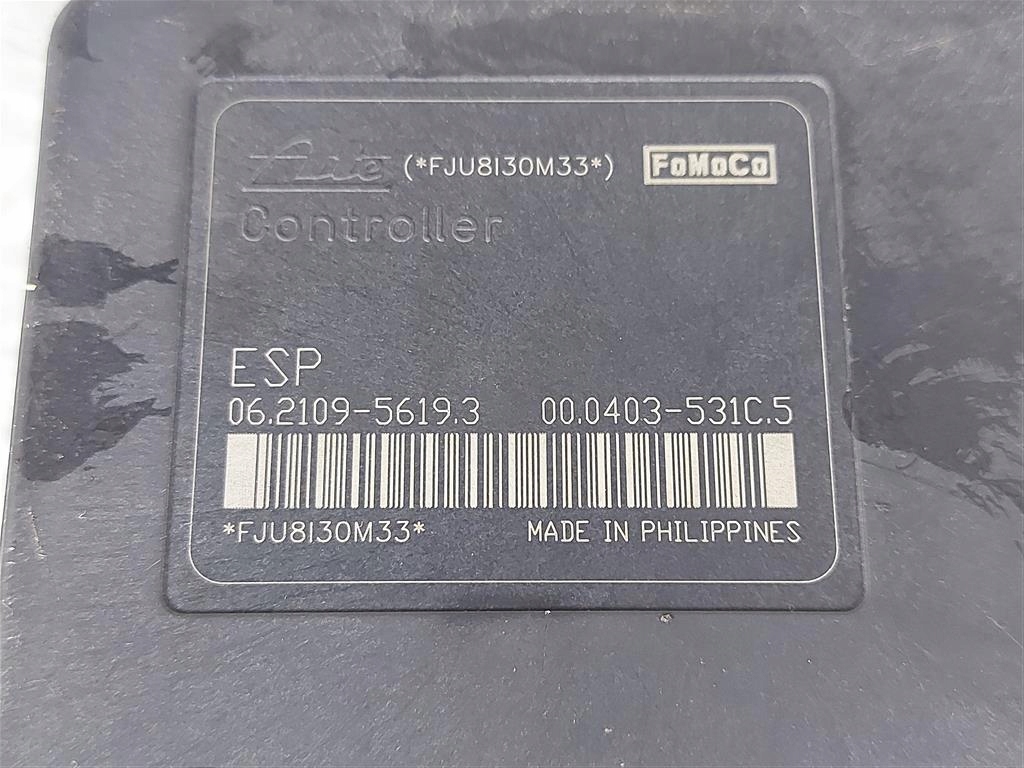 Ate (*FJU8I30M33*) FoMoCo
Controller
ESP
06.2109-5619.3 00.0403-531C.5
*FJU8I30M33* MADE IN PHILIPPINES